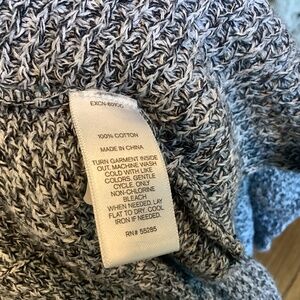 100% COTTON
MADE IN CHINA
TURN GARMENT INSIDE
OUT. MACHINE WASH
COLD WITH LIKE
COLORS. GENTLE
CYCLE. ONLY
NON-CHLORINE
BLEACH
WHEN NEEDED. LAY
FLAT TO DRY. COOL
IRON IF NEEDED.
RN# 55285